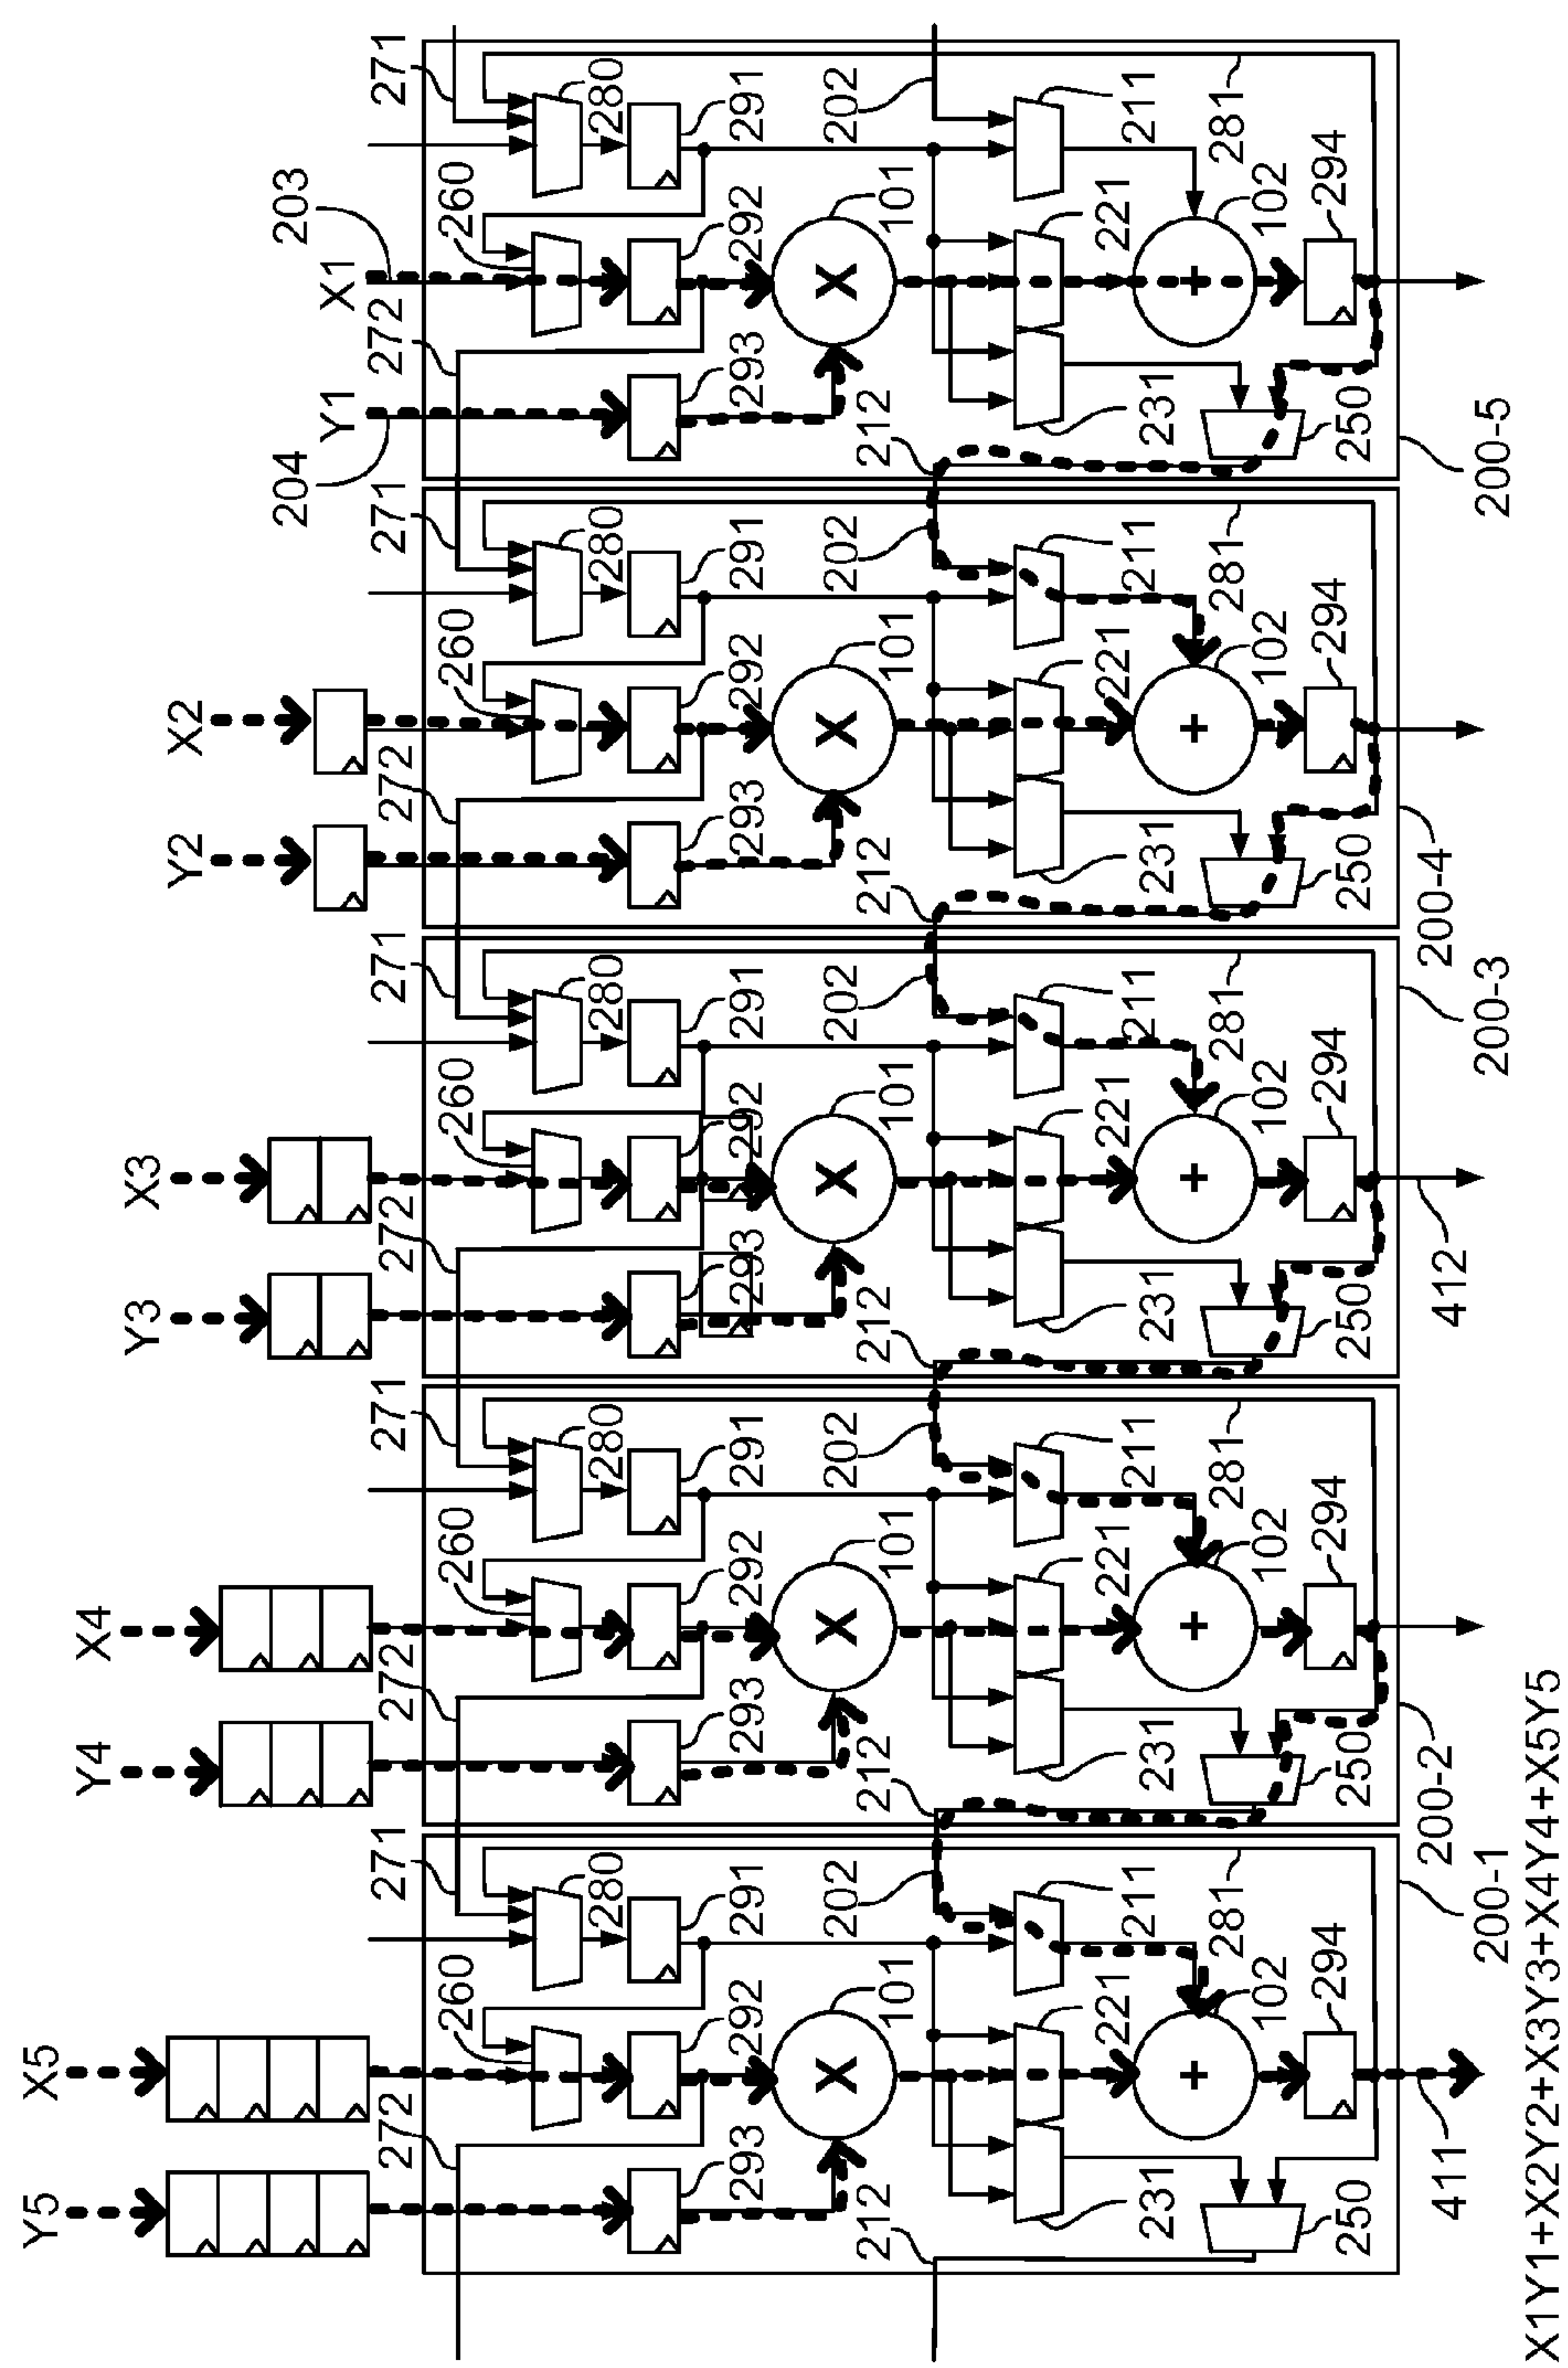 Y5 X5
Y4 X4
Y3 X3
Y2 X2
204 203
Y1 X1
272 271 272 271 272 271 272 271 272 271
260 260 260 260 260
280 280 280 280 280
293 292 291 293 292 291 293 292 291 293 292 291 293 292 291
X X X X X
202 202 202 202 202
212 101 212 101 212 101 212 101 212 101
221 211 221 211 221 211 221 211 221 211
231 231 231 231 231
+ + + + +
281 281 281 281 281
102 102 102 102 102
250 294 250 294 250 294 250 294 250 294
411 200-2 412 200-4
200-1 200-3 200-5
X1Y1+X2Y2+X3Y3+X4Y4+X5Y5